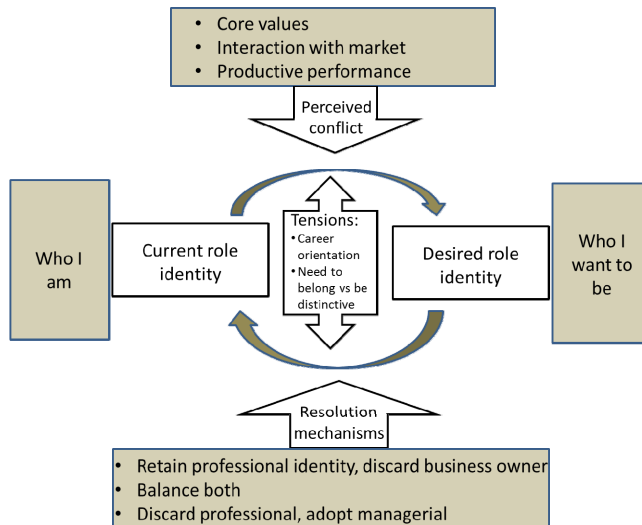 • Core values
• Interaction with market
• Productive performance
Perceived
conflict
Who I
am
Current role
identity
Tensions:
• Career
orientation
• Need to
belong vs be
distinctive
Desired role
identity
Who I
want to
be
Resolution
mechanisms
• Retain professional identity, discard business owner
• Balance both
• Discard professional, adopt managerial